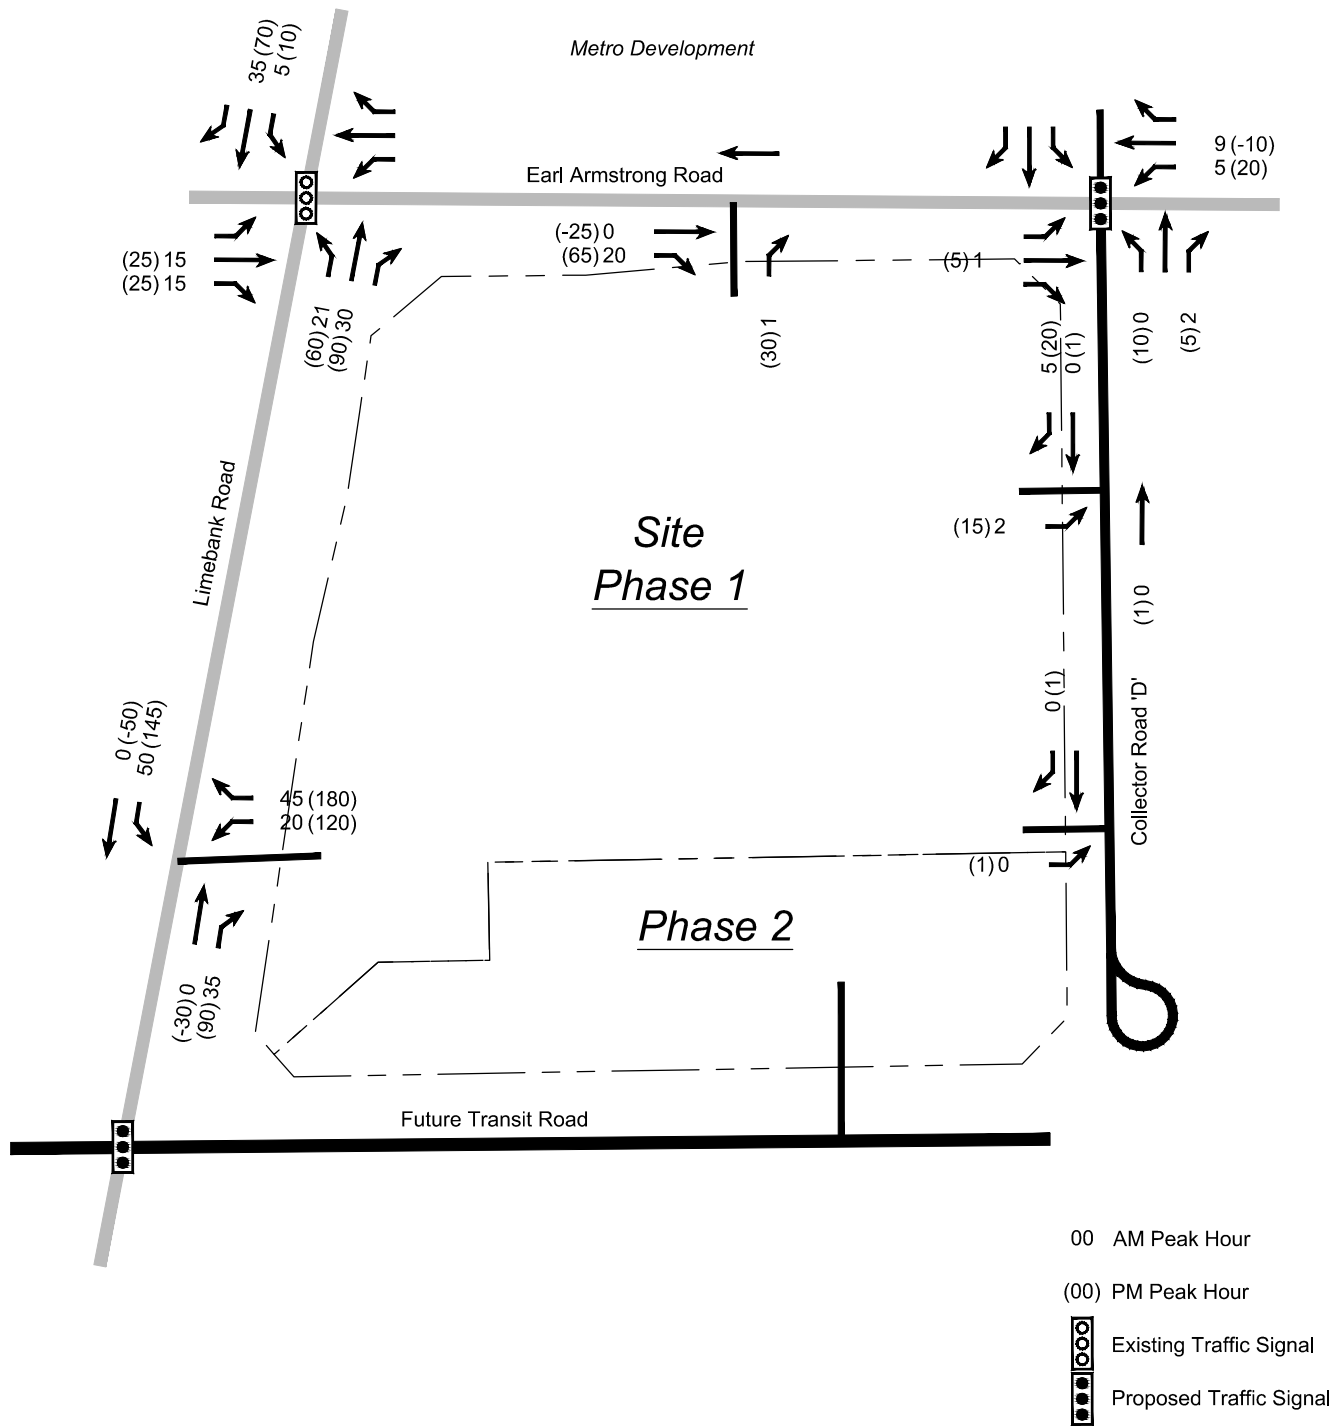 Metro Development
35 (70)
5 (10)
Earl Armstrong Road
9 (-10)
5 (20)
(25) 15
(25) 15
(-25) 0
(65) 20
(5) 1
(60) 21
(90) 30
(30) 1
5 (20)
0 (1)
(10) 0
(5) 2
Limebank Road
Site
Phase 1
(15) 2
(1) 0
0 (1)
Collector Road 'D'
0 (-50)
50 (145)
45 (180)
20 (120)
(1) 0
Phase 2
(-30) 0
(90) 35
Future Transit Road
00 AM Peak Hour
(00) PM Peak Hour
Existing Traffic Signal
Proposed Traffic Signal